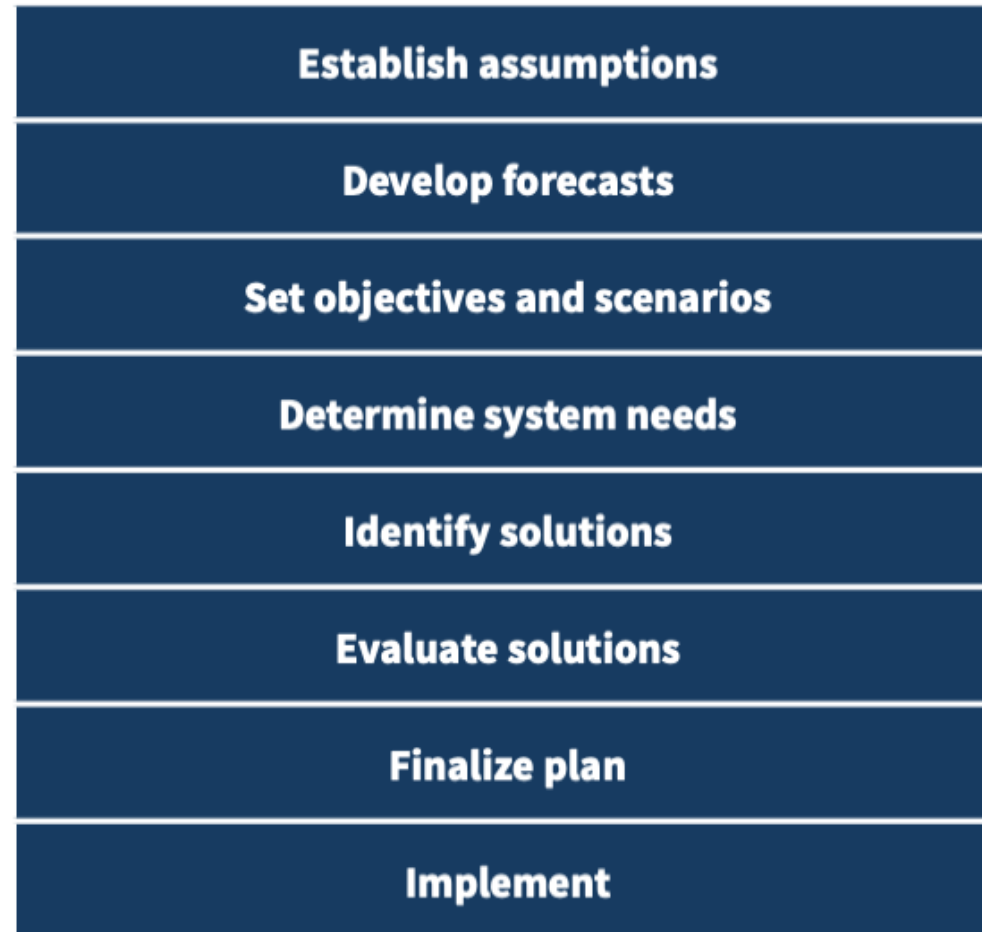 Establish assumptions
Develop forecasts
Set objectives and scenarios
Determine system needs
Identify solutions
Evaluate solutions
Finalize plan
Implement